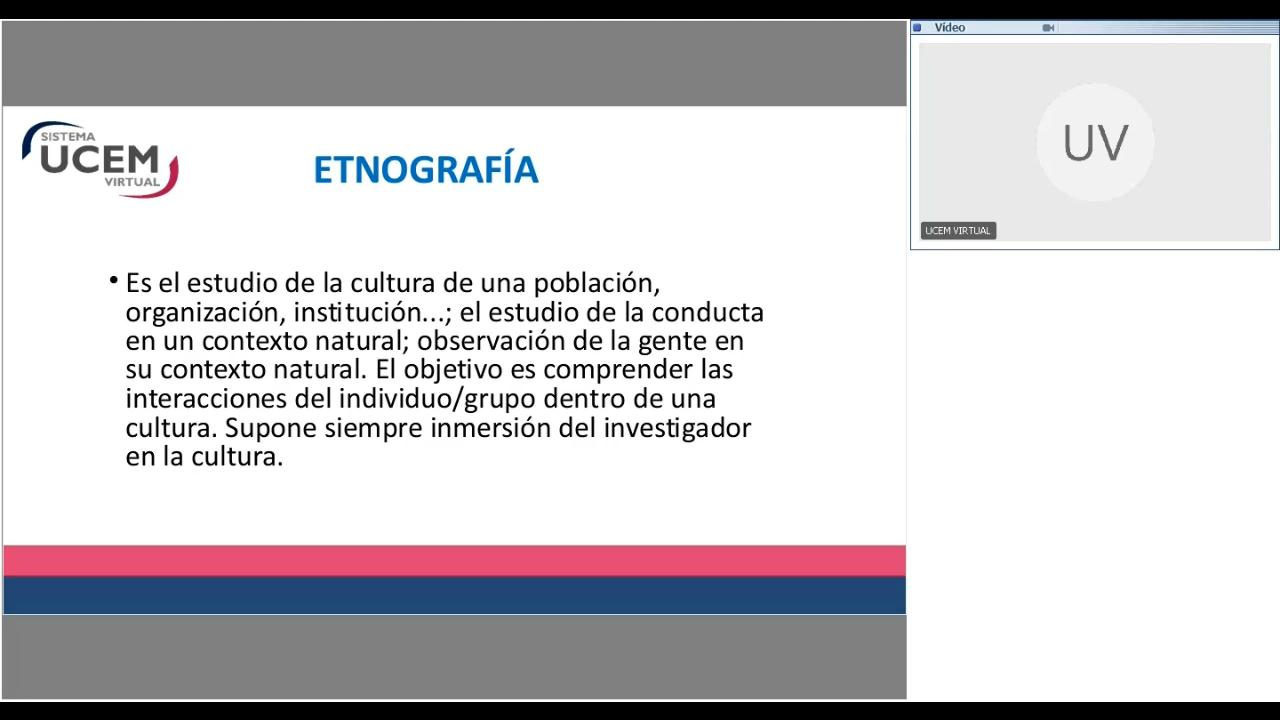 SISTEMA
UCEM
VIRTUAL
ETNOGRAFÍA
• Es el estudio de la cultura de una población,
organización, institución...; el estudio de la conducta
en un contexto natural; observación de la gente en
su contexto natural. El objetivo es comprender las
interacciones del individuo/grupo dentro de una
cultura. Supone siempre inmersión del investigador
en la cultura.
Vídeo
UV
UCEM VIRTUAL